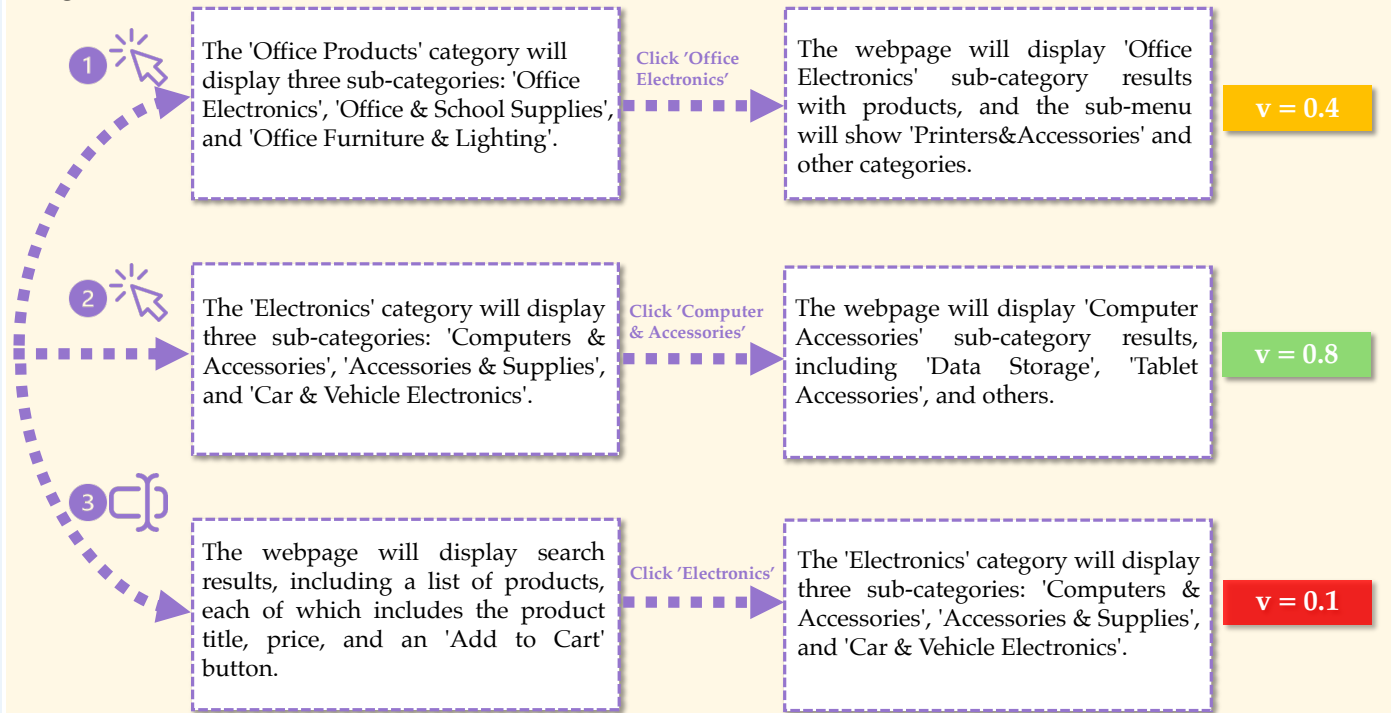 1
The 'Office Products' category will
display three sub-categories: 'Office
Electronics', 'Office & School Supplies',
and 'Office Furniture & Lighting'.
Click 'Office
Electronics'
The webpage will display 'Office
Electronics' sub-category results
with products, and the sub-menu
will show 'Printers&Accessories' and
other categories.
v = 0.4
2
The 'Electronics' category will display
three sub-categories: 'Computers &
Accessories', 'Accessories & Supplies',
and 'Car & Vehicle Electronics'.
Click 'Computer
& Accessories'
The webpage will display 'Computer
Accessories' sub-category results,
including 'Data Storage', 'Tablet
Accessories', and others.
v = 0.8
3
The webpage will display search
results, including a list of products,
each of which includes the product
title, price, and an 'Add to Cart'
button.
Click 'Electronics'
The 'Electronics' category will display
three sub-categories: 'Computers &
Accessories', 'Accessories & Supplies',
and 'Car & Vehicle Electronics'.
v = 0.1